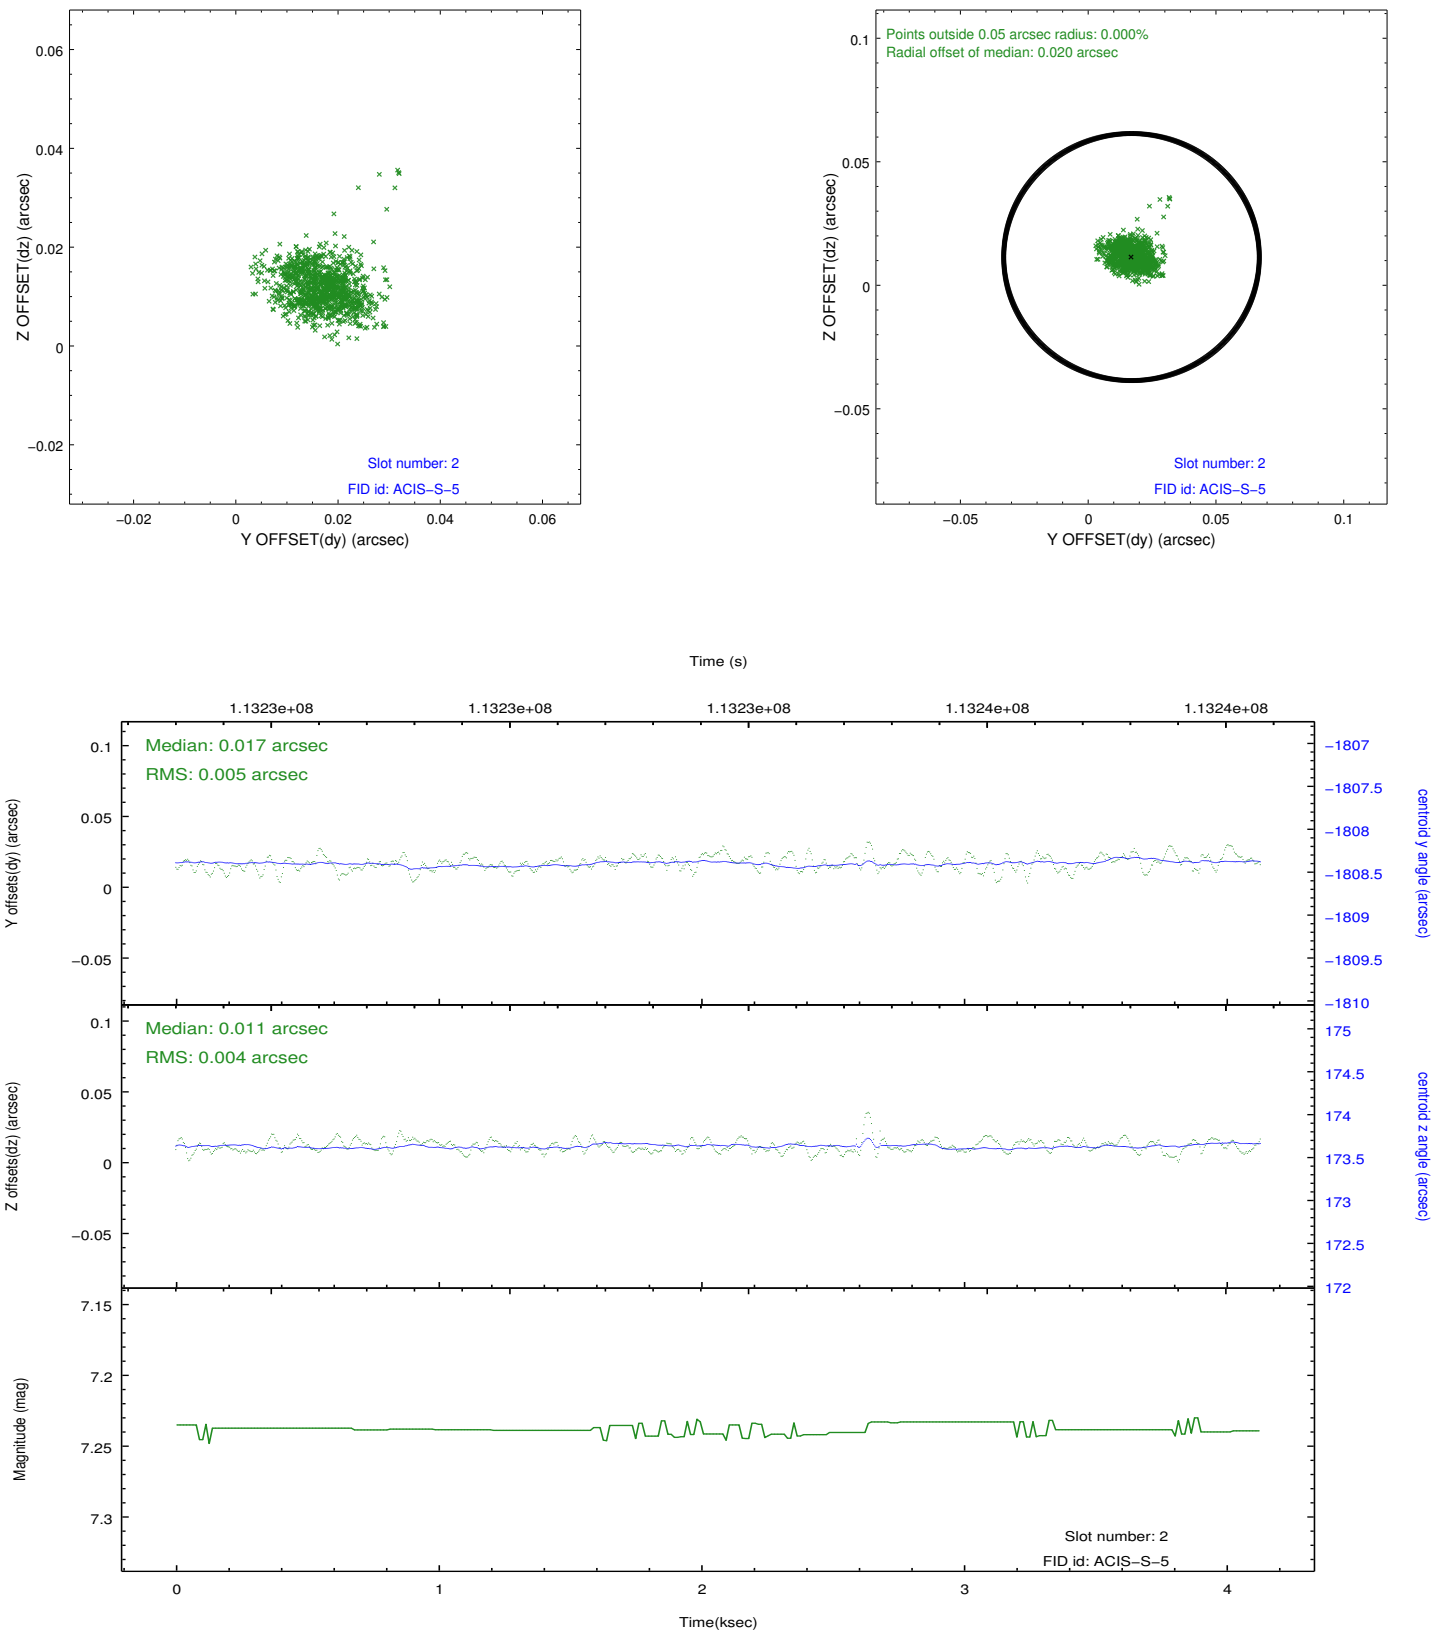 0.06
0.04
0.02
0
−0.02
Z OFFSET(dz) (arcsec)
Slot number: 2
FID id: ACIS−S−5
−0.02 0 0.02 0.04 0.06
Y OFFSET(dy) (arcsec)
Points outside 0.05 arcsec radius: 0.000%
Radial offset of median: 0.020 arcsec
0.1
0.05
0
−0.05
Z OFFSET(dz) (arcsec)
Slot number: 2
FID id: ACIS−S−5
−0.05 0 0.05 0.1
Y OFFSET(dy) (arcsec)
Time (s)
1.1323e+08 1.1323e+08 1.1323e+08 1.1324e+08 1.1324e+08
Median: 0.017 arcsec
RMS: 0.005 arcsec
0.1
0.05
0
−0.05
Y offsets(dy) (arcsec)
−1807
−1807.5
−1808
−1808.5
−1809
−1809.5
−1810
centroid y angle (arcsec)
Median: 0.011 arcsec
RMS: 0.004 arcsec
0.1
0.05
0
−0.05
Z offsets(dz) (arcsec)
175
174.5
174
173.5
173
172.5
172
centroid z angle (arcsec)
7.15
7.2
7.25
7.3
Magnitude (mag)
Slot number: 2
FID id: ACIS−S−5
0 1 2 3 4
Time(ksec)